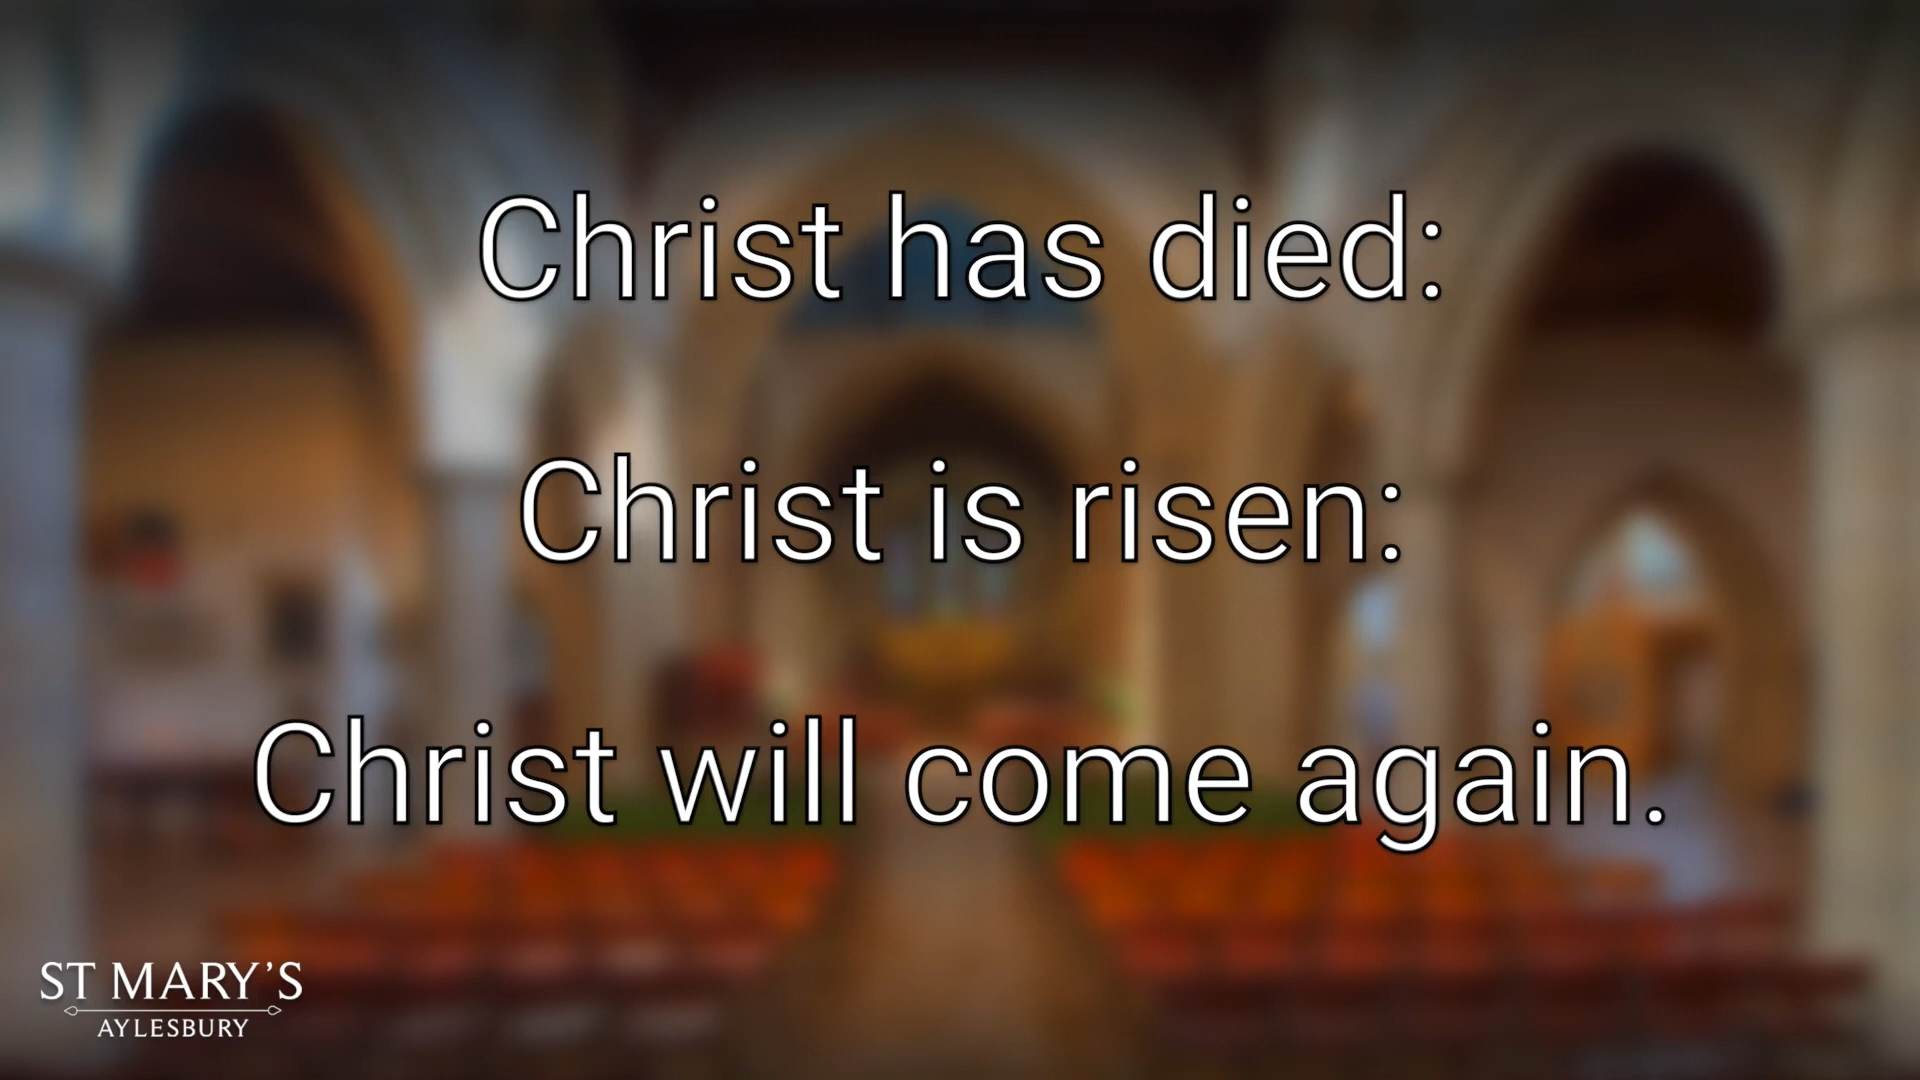 Christ has died:
Christ is risen:
Christ will come again.
ST MARY'S
AYLESBURY